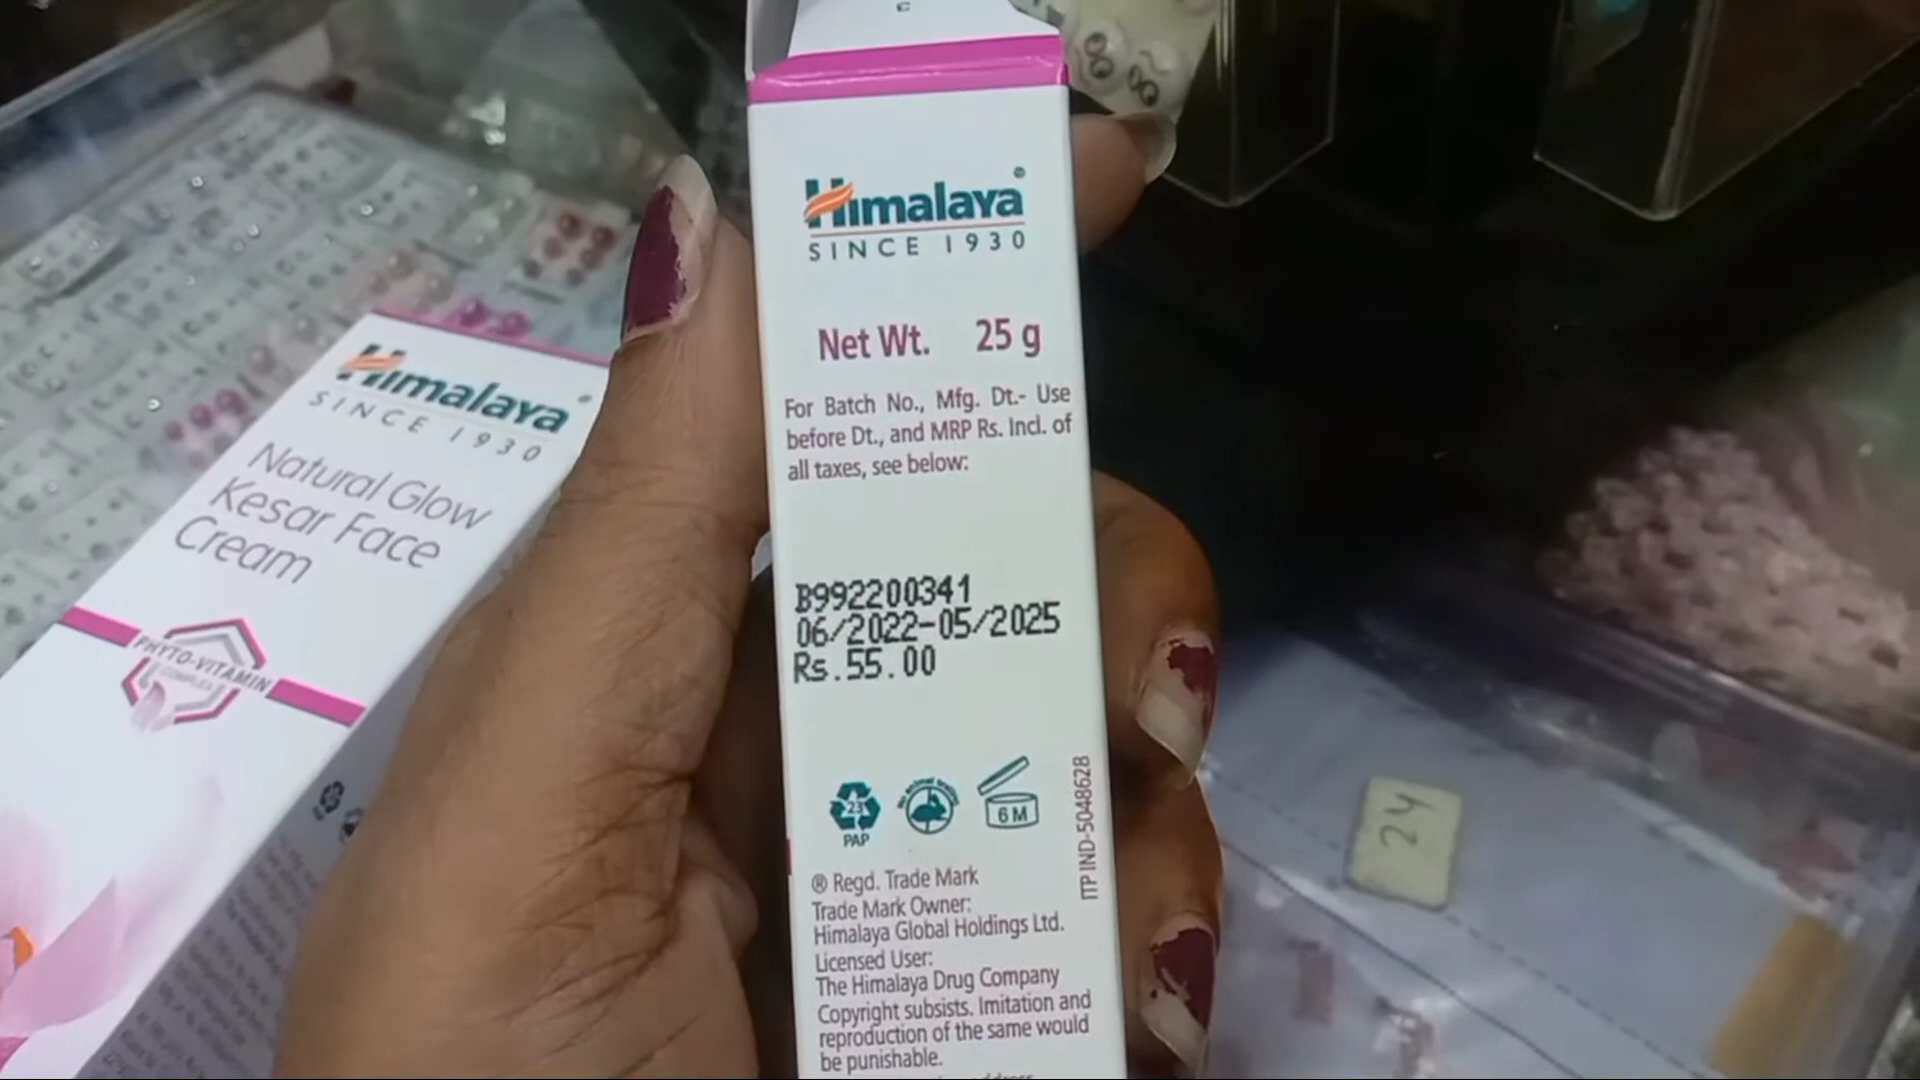 Himalaya®
SINCE 1930
Net Wt. 25 g
For Batch No., Mfg. Dt.- Use
before Dt., and MRP Rs. Incl. of
all taxes, see below:
B992200341
06/2022-05/2025
Rs.55.00
23
PAP
6M
ITP IND-5048628
® Regd. Trade Mark
Trade Mark Owner:
Himalaya Global Holdings Ltd.
Licensed User:
The Himalaya Drug Company
Copyright subsists. Imitation and
reproduction of the same would
be punishable.
Himalaya
SINCE 1930
Natural Glow
Kesar Face
Cream
PHYTO-VITAMIN
COMPLEX
24